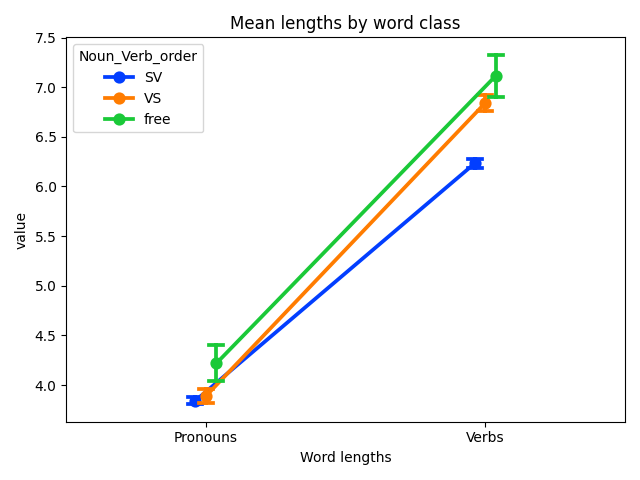 Mean lengths by word class
Noun_Verb_order
SV
VS
free
value
7.5
7.0
6.5
6.0
5.5
5.0
4.5
4.0
Pronouns
Verbs
Word lengths